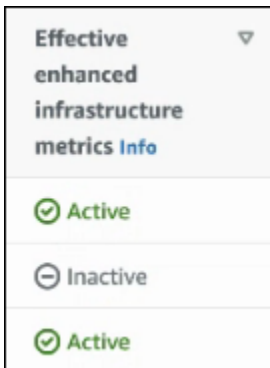 Effective
enhanced
infrastructure
metrics Info
Active
Inactive
Active